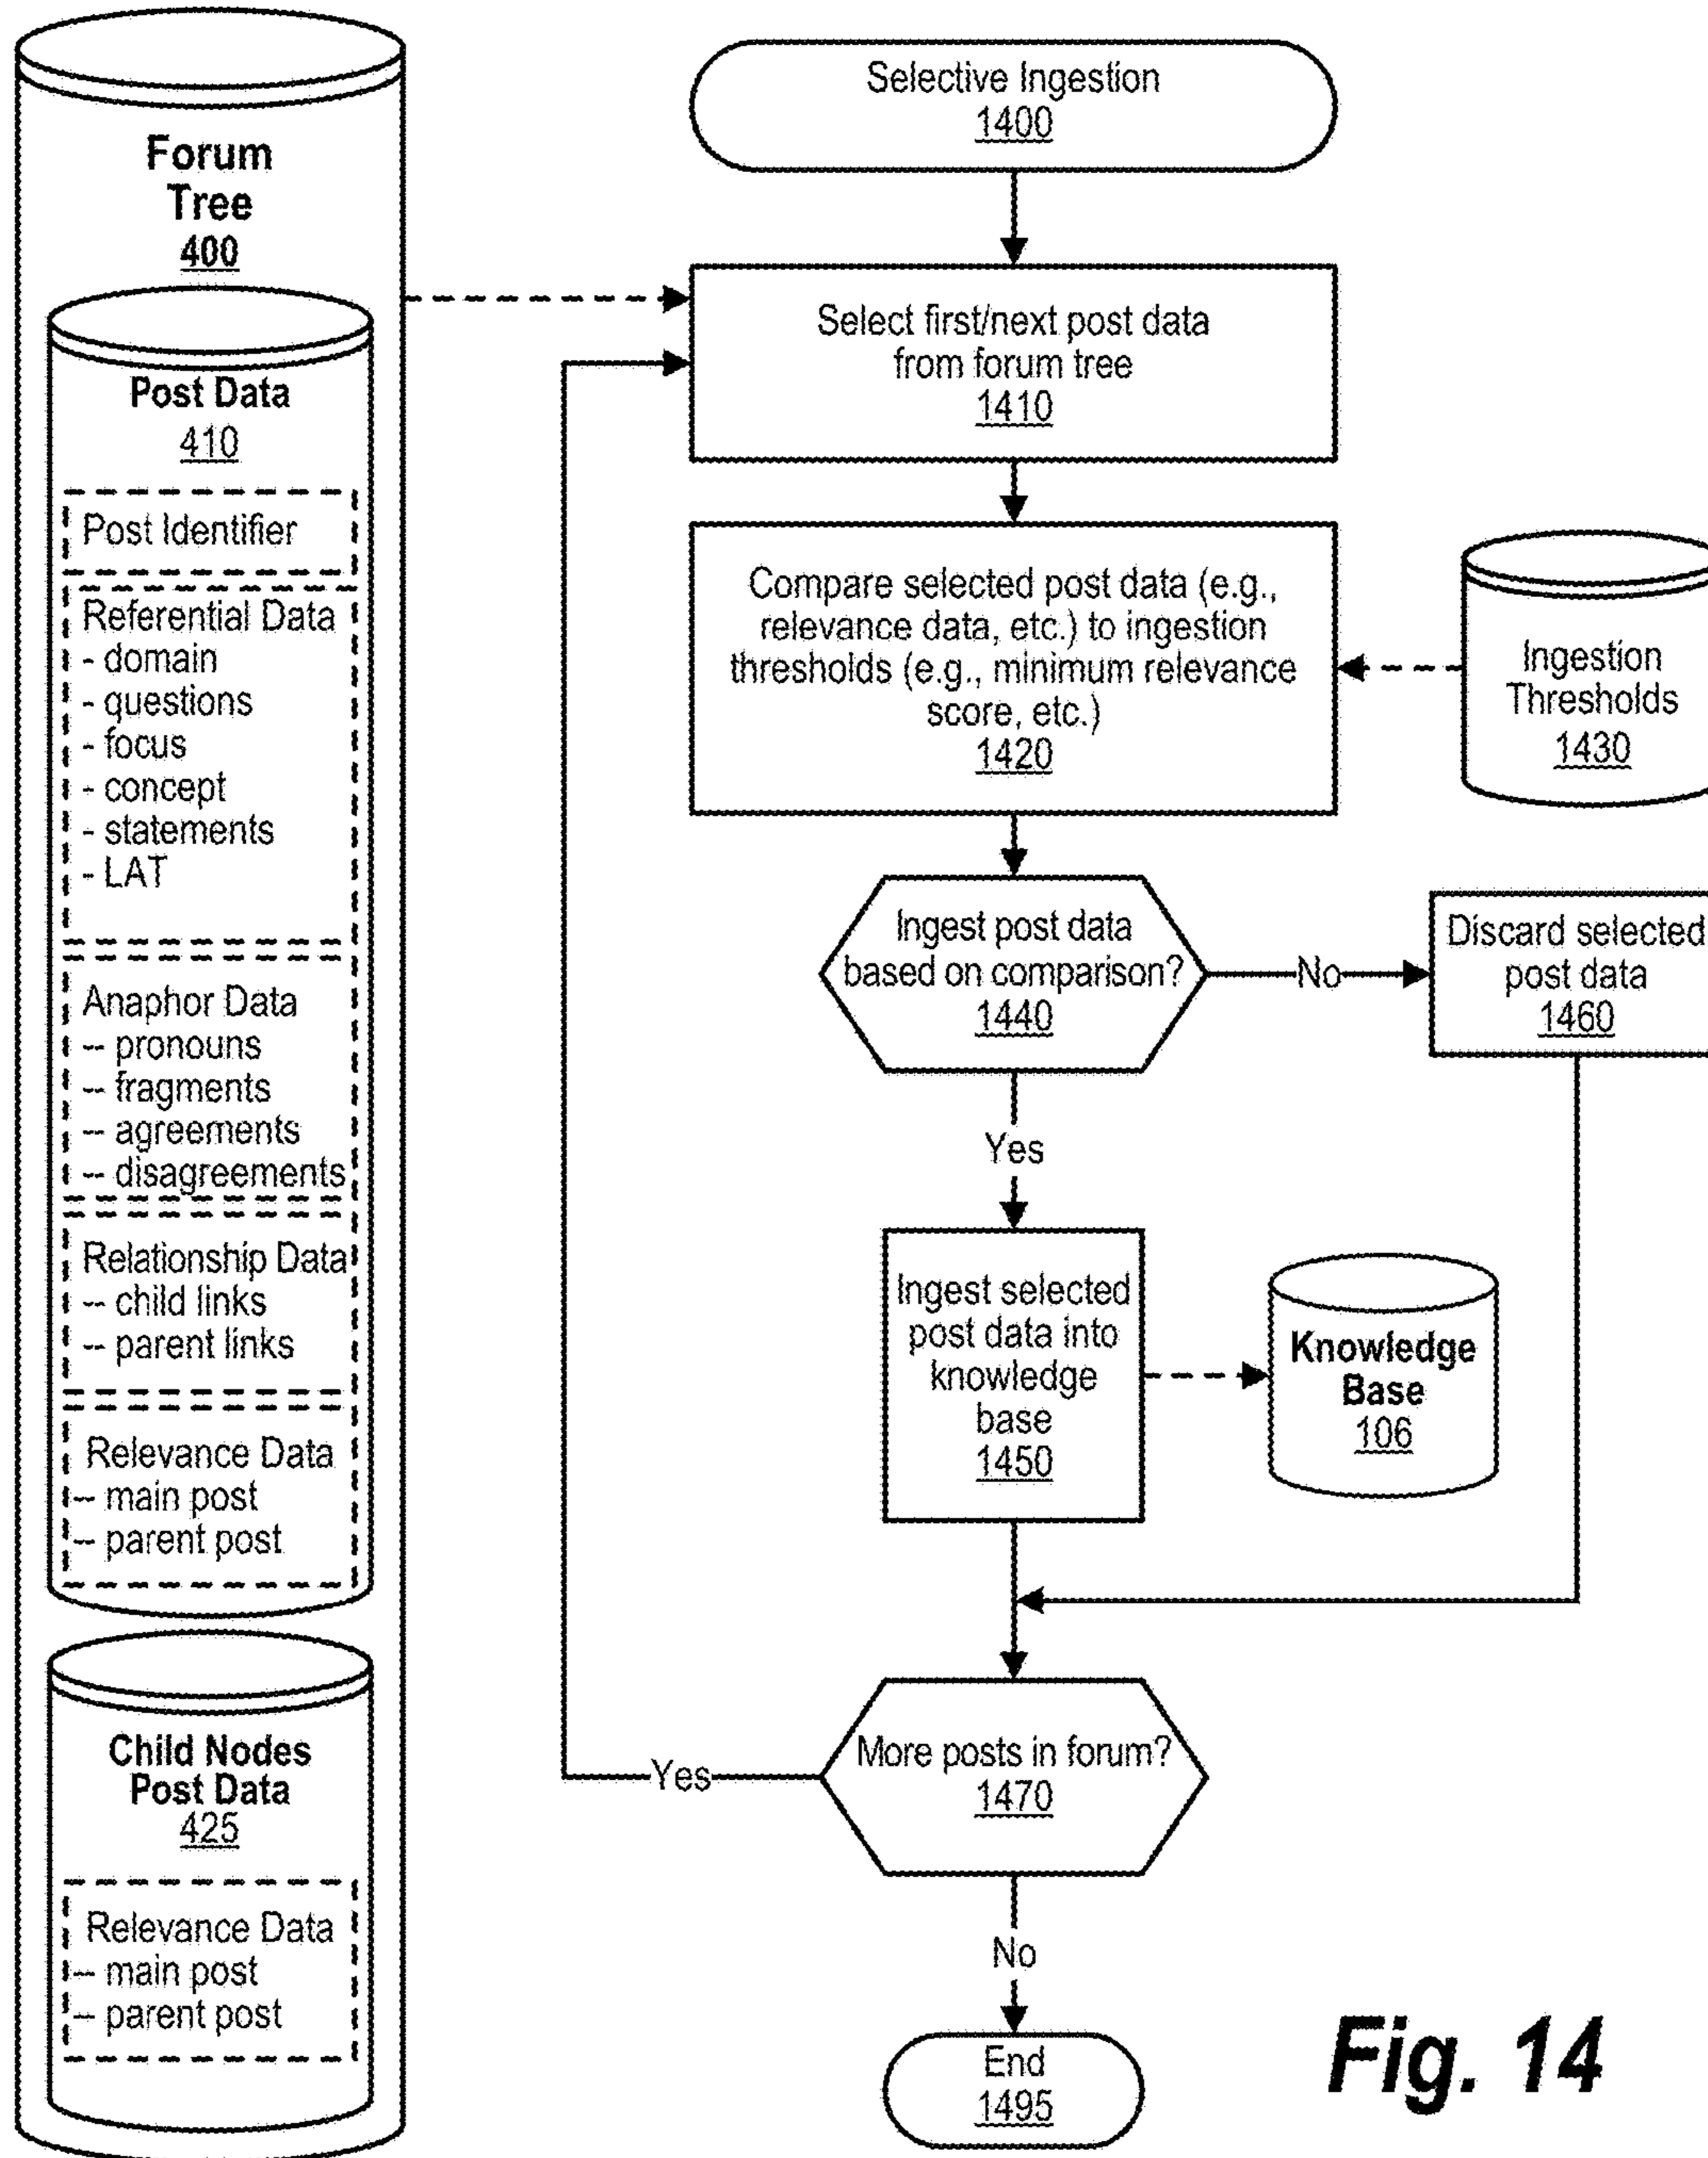 Forum
Tree
400
Post Data
410
Post Identifier
Referential Data
- domain
- questions
- focus
- concept
- statements
- LAT
Anaphor Data
-- pronouns
-- fragments
-- agreements
-- disagreements
Relationship Data
-- child links
-- parent links
Relevance Data
-- main post
-- parent post
Child Nodes
Post Data
425
Relevance Data
-- main post
-- parent post
Selective Ingestion
1400
Select first/next post data
from forum tree
1410
Compare selected post data (e.g.,
relevance data, etc.) to ingestion
thresholds (e.g., minimum relevance
score, etc.)
1420
Ingestion
Thresholds
1430
Ingest post data
based on comparison?
1440
No
Discard selected
post data
1460
Yes
Ingest selected
post data into
knowledge
base
1450
Knowledge
Base
106
More posts in forum?
1470
Yes
No
End
1495
Fig. 14